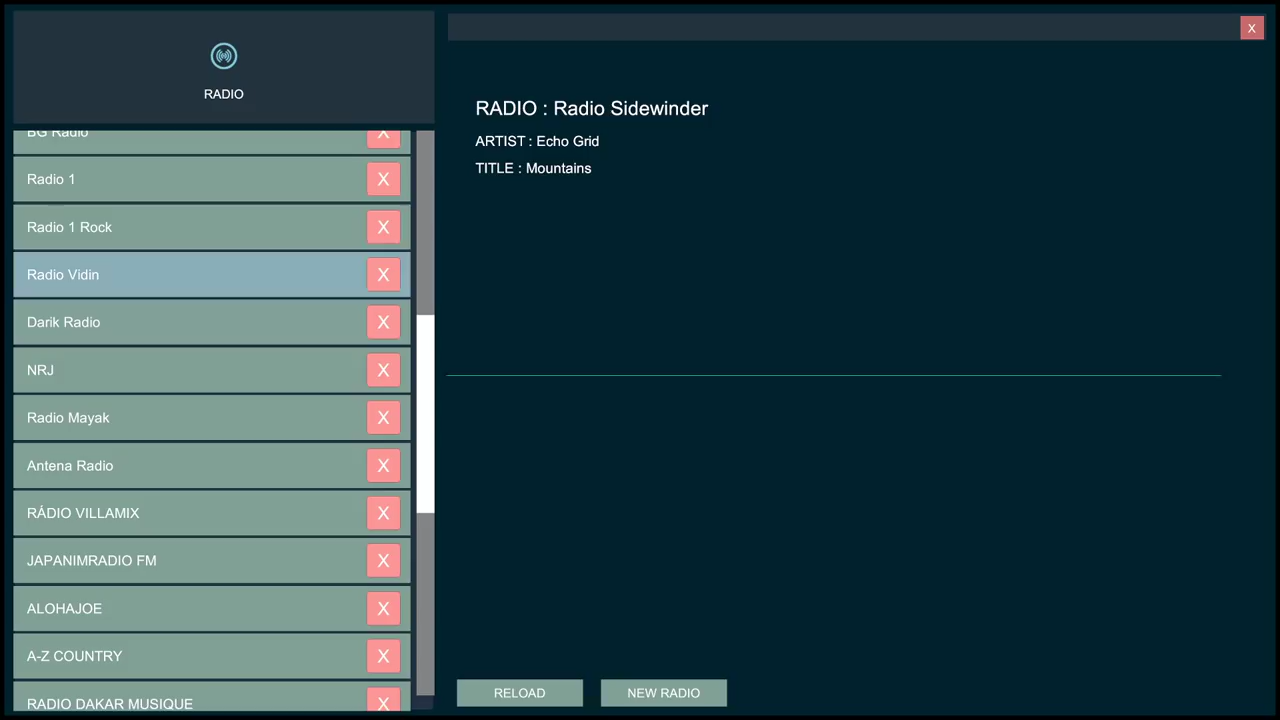 RADIO
BG Radio X
Radio 1 X
Radio 1 Rock X
Radio Vidin X
Darik Radio X
NRJ X
Radio Mayak X
Antena Radio X
RÁDIO VILLAMIX X
JAPANIMRADIO FM X
ALOHAJOE X
A-Z COUNTRY X
RADIO DAKAR MUSIQUE X
X
RADIO : Radio Sidewinder
ARTIST : Echo Grid
TITLE : Mountains
RELOAD NEW RADIO